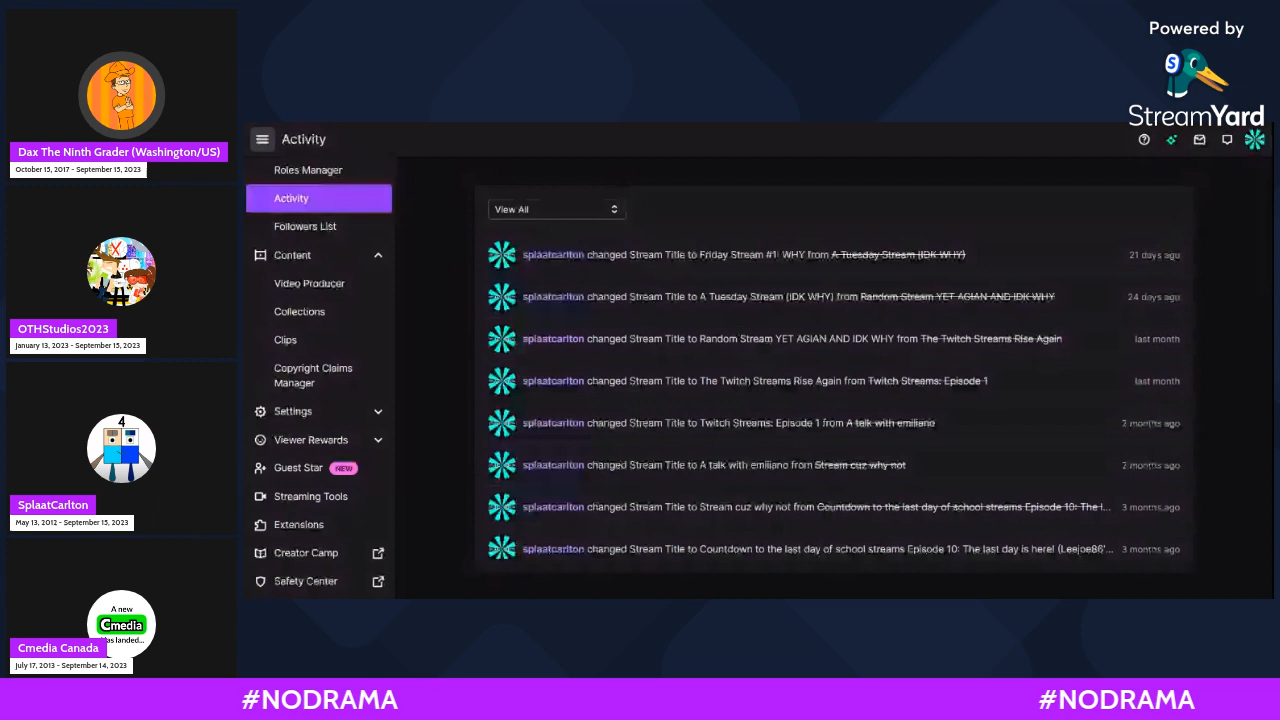 Powered by
S
StreamYard
Dax The Ninth Grader (Washington/US)
October 15, 2017 - September 15, 2023
X
OTHStudios2023
January 13, 2023 - September 15, 2023
4
SplaatCarlton
May 13, 2012 - September 15, 2023
A new
Cmedia
has landed...
Cmedia Canada
July 17, 2013 - September 14, 2023
Activity
Roles Manager
Activity
Followers List
Content
Video Producer
Collections
Clips
Copyright Claims
Manager
Settings
Viewer Rewards
Guest Star NEW
Streaming Tools
Extensions
Creator Camp
Safety Center
View All
splaatcarlton changed Stream Title to Friday Stream #1 WHY from A Tuesday Stream (IDK WHY) 21 days ago
splaatcarlton changed Stream Title to A Tuesday Stream (IDK WHY) from Random Stream YET AGIAN AND IDK WHY 24 days ago
splaatcarlton changed Stream Title to Random Stream YET AGIAN AND IDK WHY from The Twitch Streams Rise Again last month
splaatcarlton changed Stream Title to The Twitch Streams Rise Again from Twitch Streams: Episode 1 last month
splaatcarlton changed Stream Title to Twitch Streams: Episode 1 from A talk with emiliano 2 months ago
splaatcarlton changed Stream Title to A talk with emiliano from Stream cuz why not 2 months ago
splaatcarlton changed Stream Title to Stream cuz why not from Countdown to the last day of school streams Episode 10: The l... 3 months ago
splaatcarlton changed Stream Title to Countdown to the last day of school streams Episode 10: The last day is here! (Leejoe86'... 3 months ago
#NODRAMA #NODRAMA